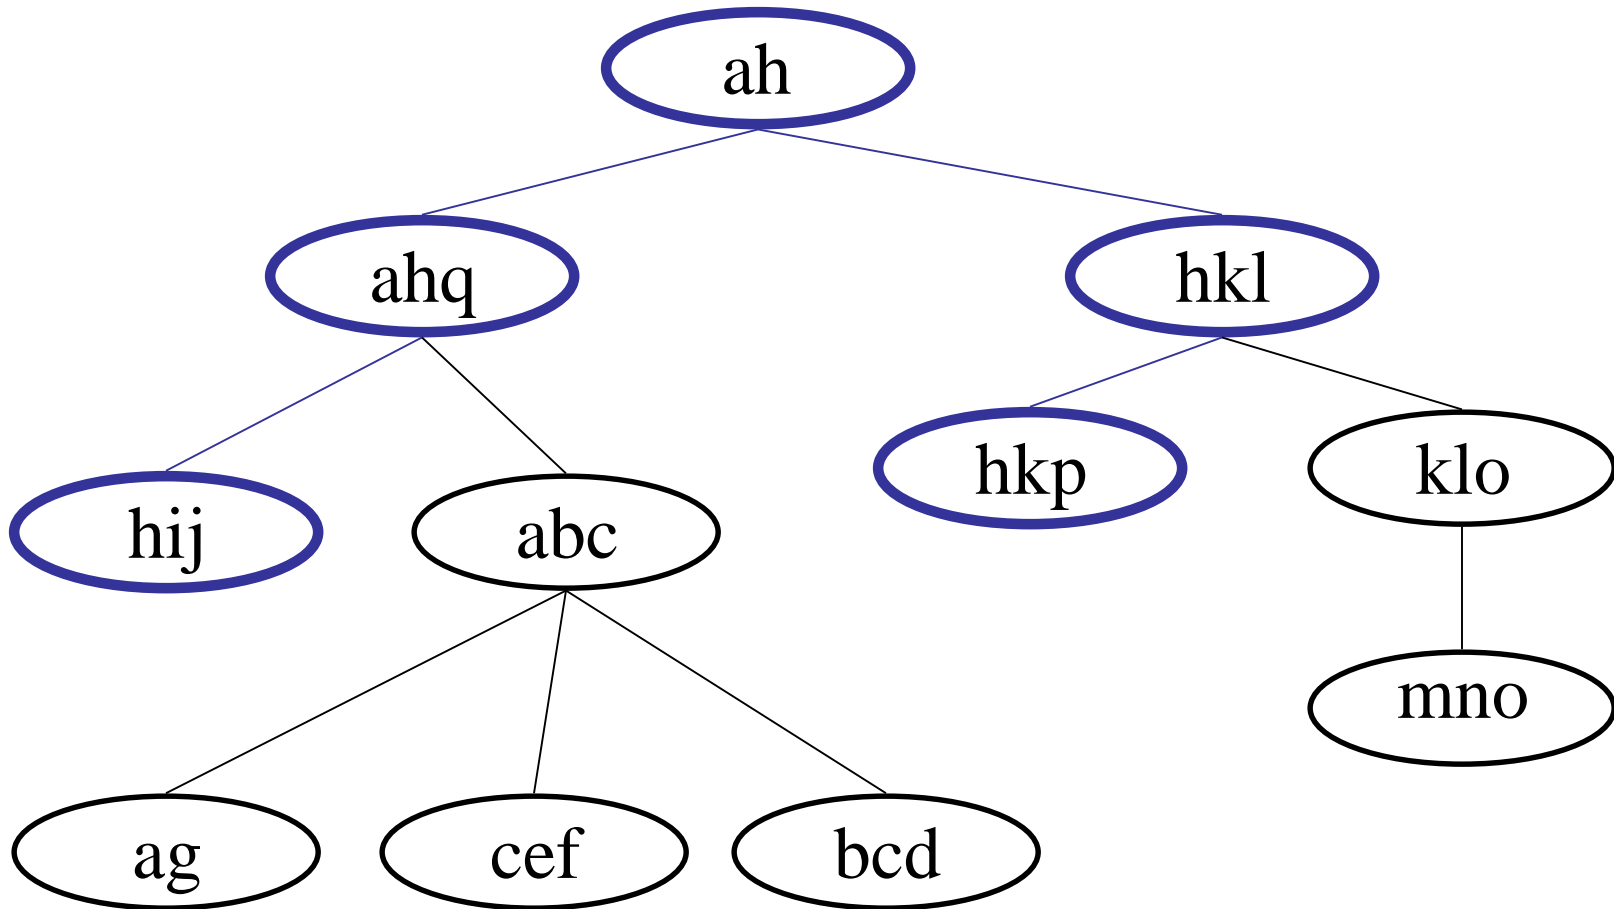 ah
ahq
hkl
hkp
klo
hij
abc
mno
ag
cef
bcd